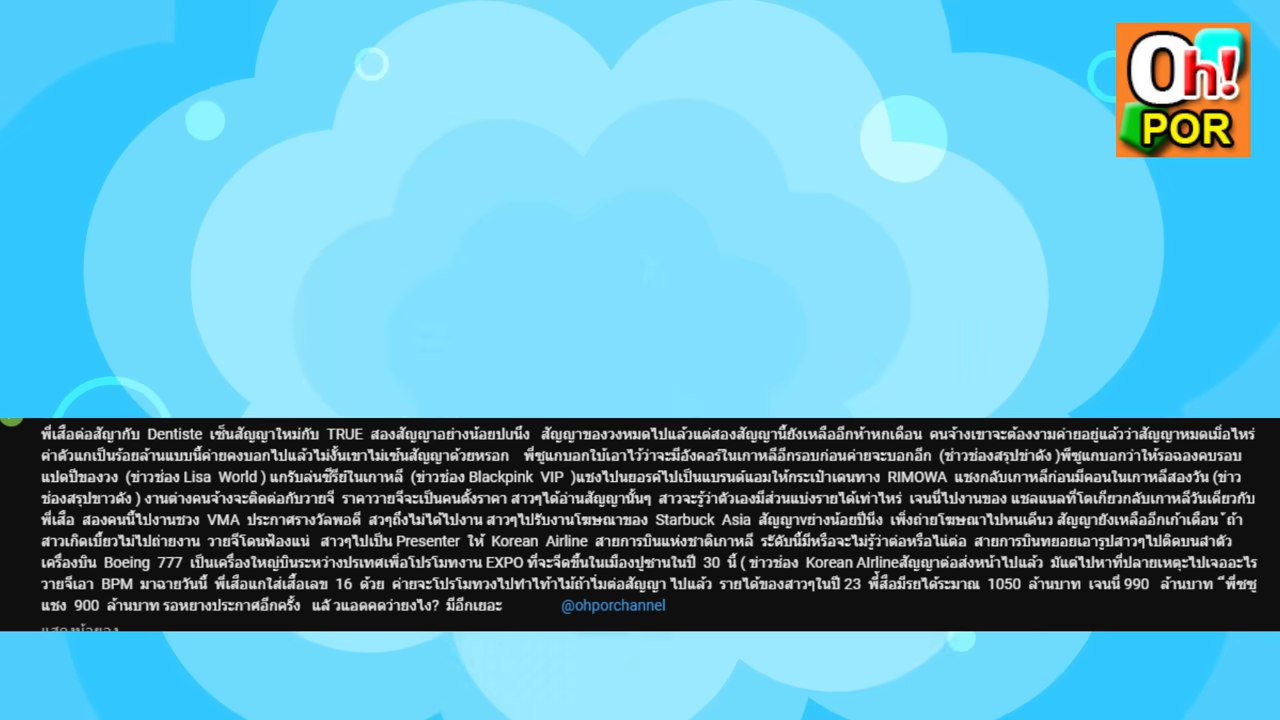 Oh!
POR
พี่เสื่อต่อสัญากับ Dentiste เซ็นสัญญาใหม่กับ TRUE สองสัญญาอย่างน้อยปนึง สัญญาของวงหมดไปแล้วแต่สองสัญญานี้ยังเหลืออีกห้าหกเดือน คนจ้างเขาจะต้องงามค่ายอยู่แล้วว่าสัญญาหมดเมื่อไหร่
ค่าตัวแกเป็นร้อยล้านแบบนี้ค่ายคงบอกไปแล้วไม่งั้นเขาไม่เซ็นสัญญาด้วยหรอก พี่ซูแกบอกใบ้เอาไว้ว่าจะมีอังคอร์ในเกาหลีอีกรอบก่อนค่ายจะบอกอีก (ข่าวช่องสรุปข่าดัง )พีซูแกบอกว่าให้รอฉลองคบรอบ
แปดปีของวง (ข่าวช่อง Lisa World ) แกรับล่นซีรี่ย์ในเกาหลี (ข่าวช่อง Blackpink VIP )แชงไปนยอรค์ไปเป็นแบรนด์แอมให้กระเป๋าเดนทาง RIMOWA แชงกลับเกาหลีก่อนมีคอนในเกาหลีสองวัน (ข่าว
ช่องสรุปขาวดัง ) งานต่างคนจ้างจะติดต่อกับวายจี ราคาวายจีจะเป็นคนตั้งราคา สาวๆได้อ่านสัญญานั้นๆ สาวจะรู้ว่าตัวเองมีส่วนแบ่งรายได้เท่าไหร่ เจนนี่ไปงานของ แชลแนลที่โตเกียวกลับเกาหลีวันเดียวกับ
พี่เสือ สองคนนี้ไปงานชวง VMA ประกาศรางวัลพอดี สวๆถึงไม่ได้ไปงาน สาวๆไปรับงานโฆษณาของ Starbuck Asia สัญญาอย่างน้อยปีนึ่ง เพิ่งถ่ายโฆษณาไปหนเดีนว สัญญายังเหลืออีกเก้าเดือน ถ้า
สาวเกิดเบี้ยวไม่ไปถ่ายงาน วายจีโดนฟ้องแน่ สาวๆไปเป็น Presenter ให้ Korean Airline สายการบินแห่งชาติเกาหลี ระดับนี้มีหรือจะไม่รู้ว่าต่อหรือไม่ต่อ สายการบินทยอยเอารูปสาวๆไปติดบนลำตัว
เครื่องบิน Boeing 777 เป็นเครื่องใหญ่บินระหว่างปรเทศเพื่อโปรโมทงาน EXPO ที่จะจีดขึ้นในเมืองปูซานในปี 30 นี้ ( ข่าวช่อง Korean AIrlineสัญญาต่อส่งหน้าไปแล้ว มันต่ไปหาที่ปลายเหตุะไปเจออะไร
วายจีเอา BPM มาฉายวันนี้ พี่เสือแกใส่เสื้อเลข 16 ด้วย ค่ายจะโปรโมทวงไปทำไท้าไม้ถ้าไม่ต่อสัญญา ไปแล้ว รายได้ของสาวๆในปี 23 พี่สือมีรยได้ระมาณ 1050 ล้านบาท เจนนี่ 990 ล้านบาท พี่ซซู
แชง 900 ล้านบาท รอหยางประกาศอีกครั้ง แล้วแอดคดว่ายงไง? มีอีกเยอะ @ohporchannel